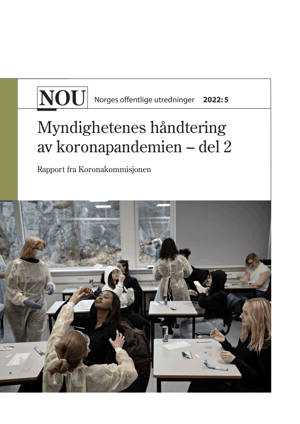 NOU Norges offentlige utredninger 2022: 5
Myndighetenes håndtering
av koronapandemien – del 2
Rapport fra Koronakommisjonen